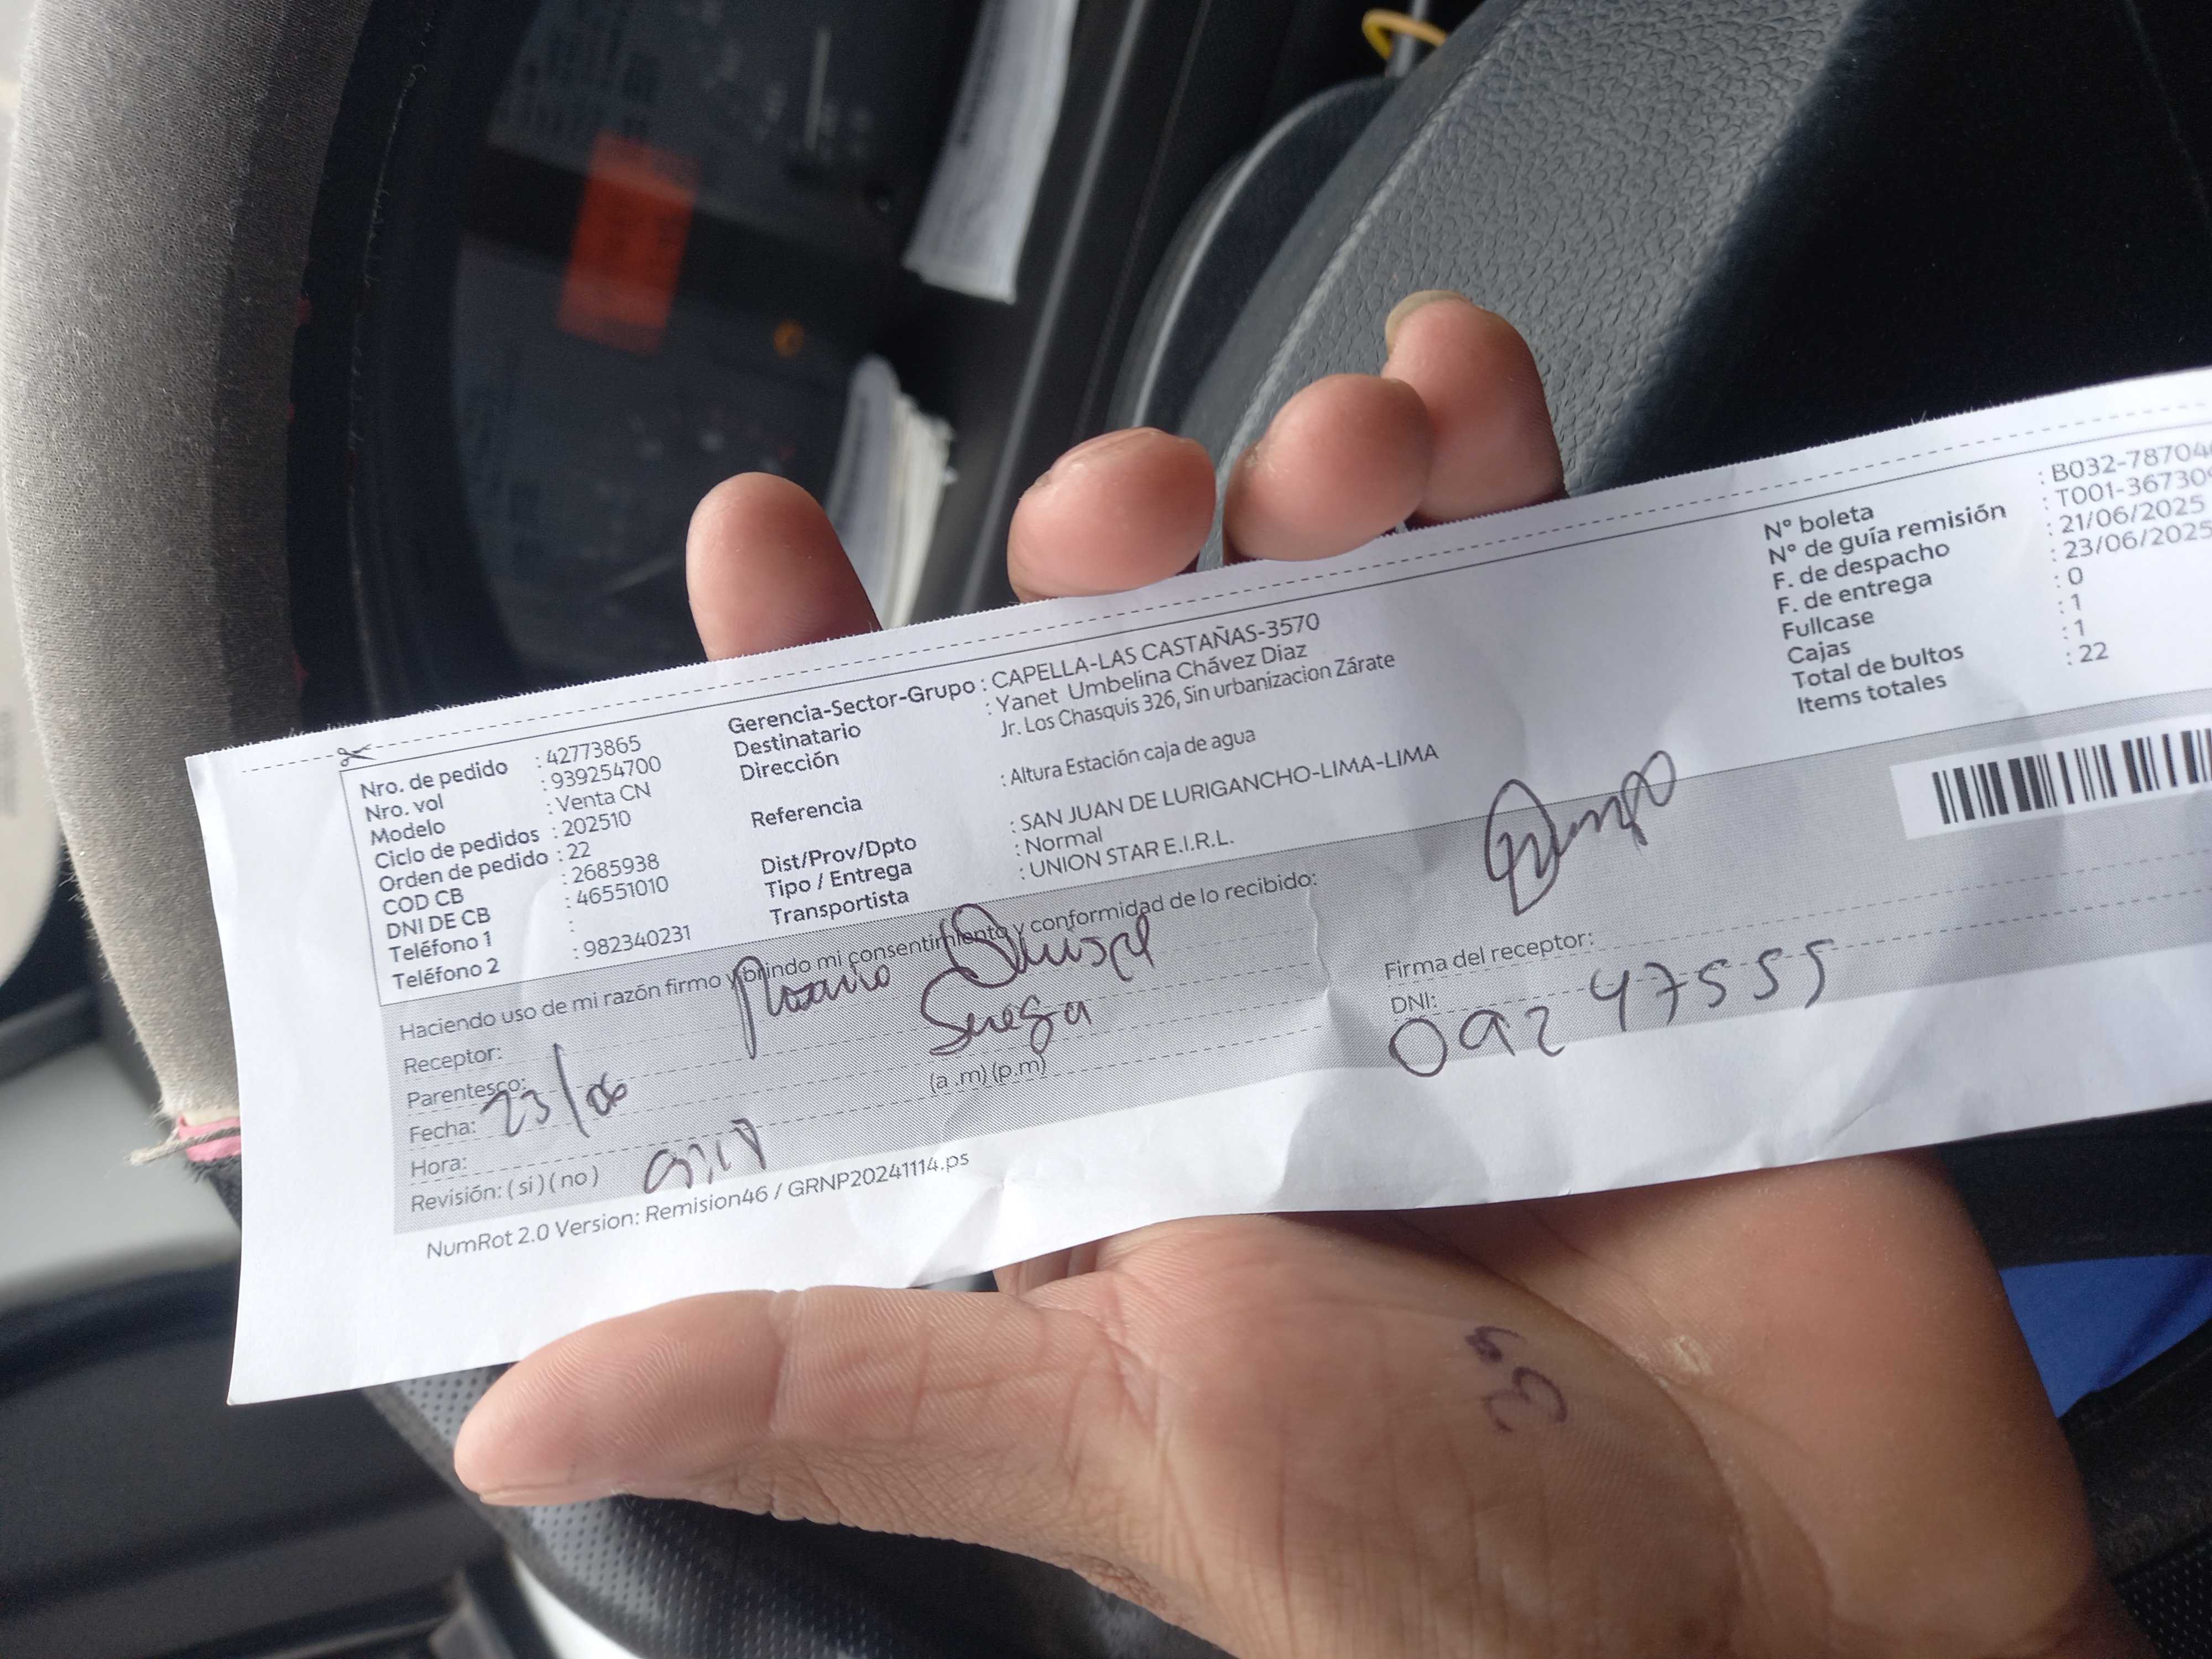 Nro. de pedido : 42773865
Nro. vol : 939254700
Modelo : Venta CN
Ciclo de pedidos : 202510
Orden de pedido : 22
COD CB : 2685938
DNI DE CB : 46551010
Teléfono 1 :
Teléfono 2 : 982340231
Gerencia-Sector-Grupo : CAPELLA-LAS CASTAÑAS-3570
Destinatario : Yanet Umbelina Chávez Diaz
Dirección Jr. Los Chasquis 326, Sin urbanizacion Zárate
Referencia : Altura Estación caja de agua
Dist/Prov/Dpto : SAN JUAN DE LURIGANCHO-LIMA-LIMA
Tipo / Entrega : Normal
Transportista : UNION STAR E.I.R.L.
Nº boleta : B032-78704
Nº de guía remisión : T001-36730
F. de despacho : 21/06/2025
F. de entrega : 23/06/2025
Fullcase : 0
Cajas : 1
Total de bultos : 1
Items totales : 22
Haciendo uso de mi razón firmo y brindo mi consentimiento y conformidad de lo recibido:
Receptor: Rosario Quispe
Parentesco: Suegra
Fecha: 23/06
Hora: (a .m) (p.m)
Revisión: ( si ) ( no )
Firma del receptor:
DNI: 09247555
NumRot 2.0 Version: Remision46 / GRNP20241114.ps
39